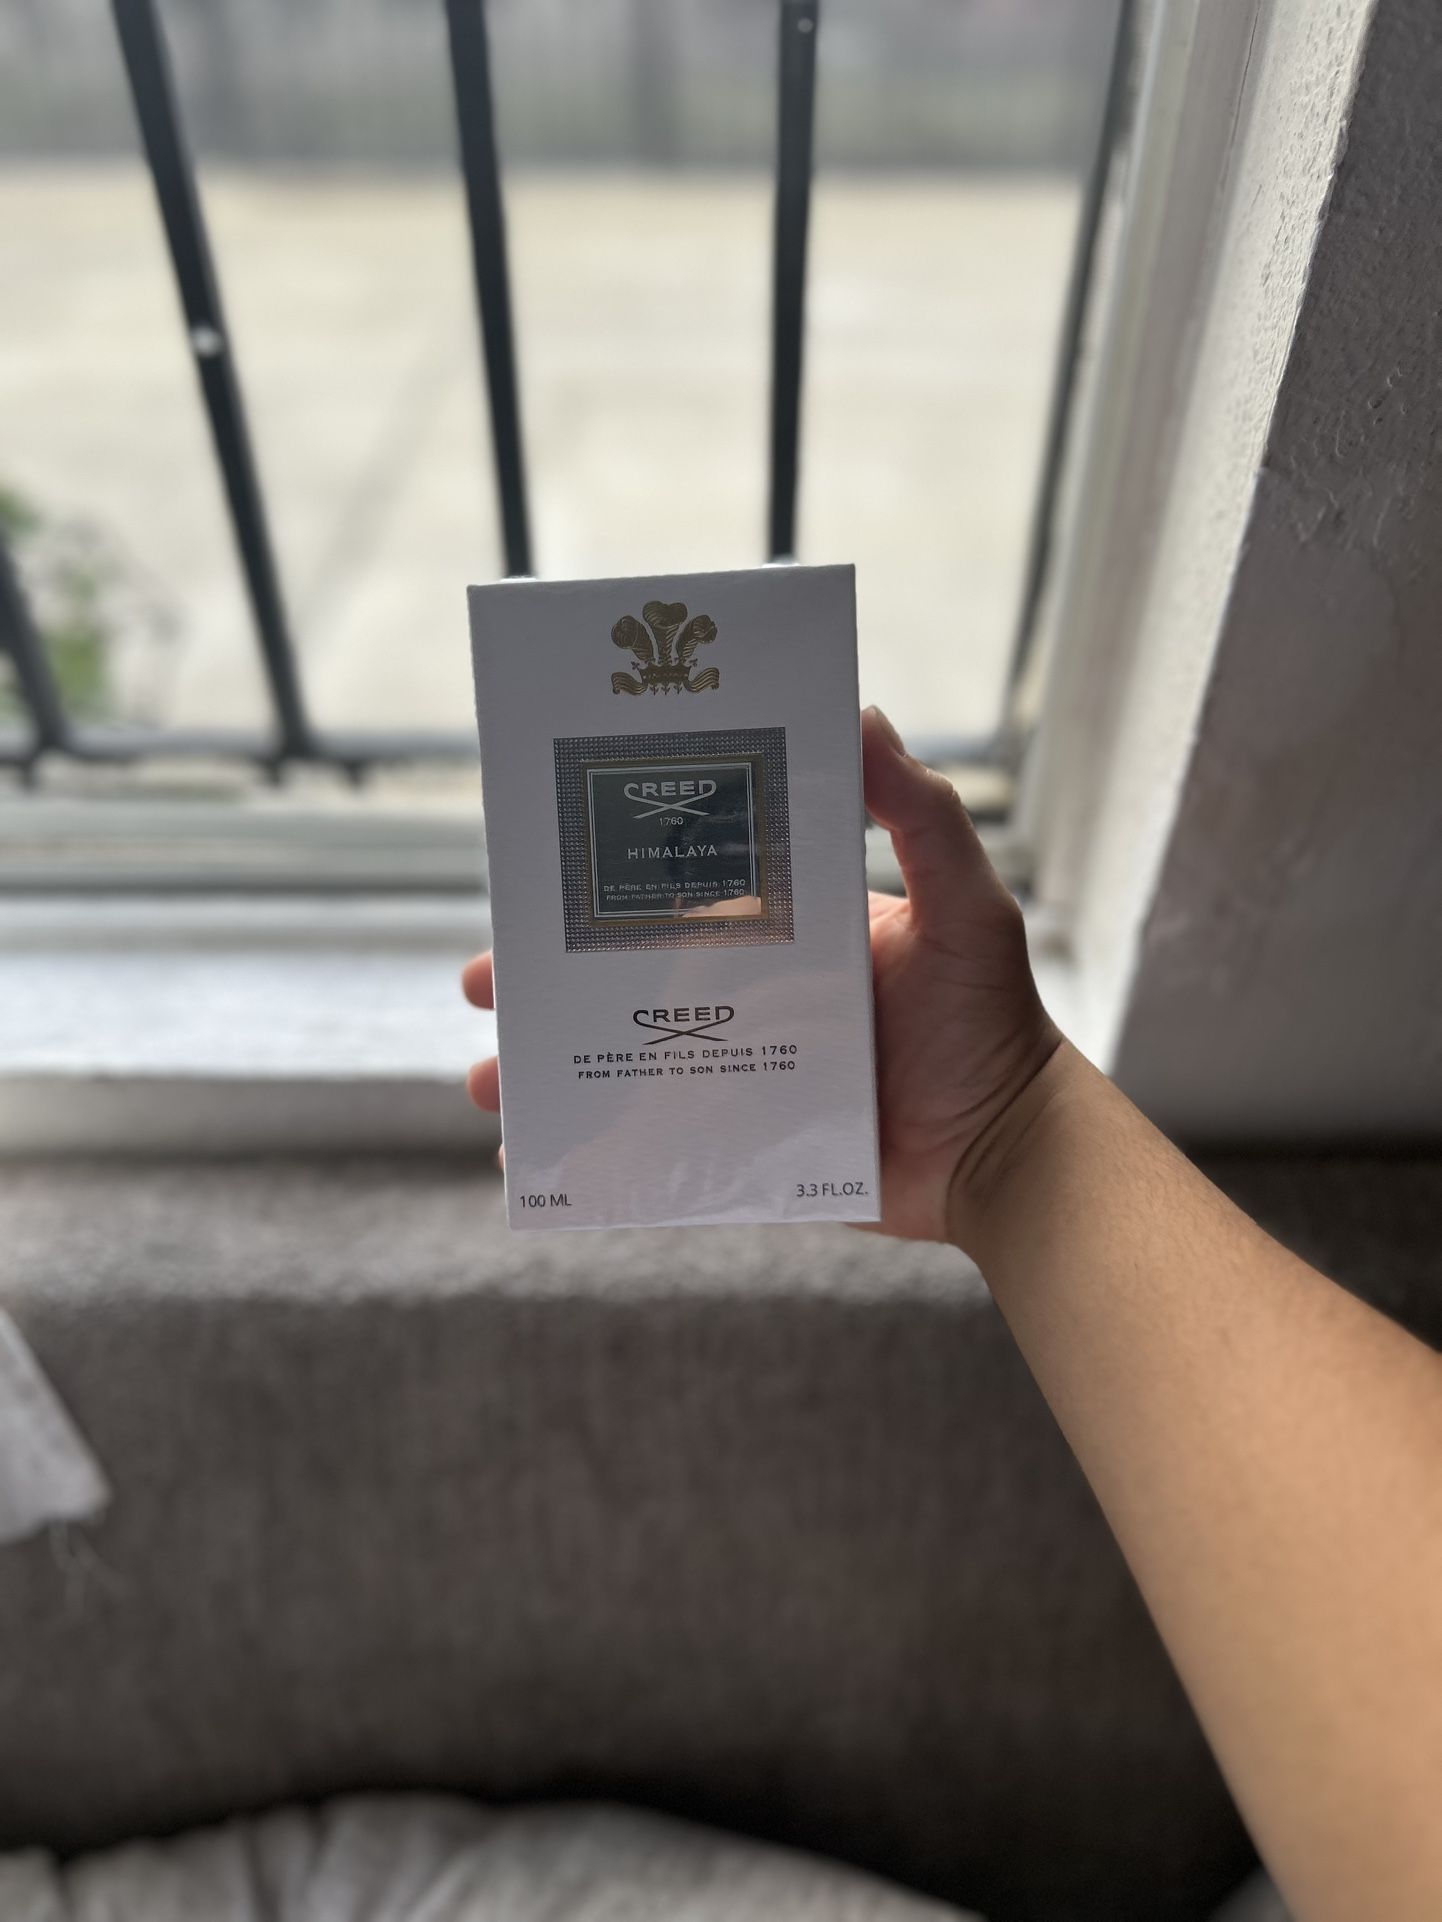 CREED
1760
HIMALAYA
DE PÈRE EN FILS DEPUIS 1760
FROM FATHER TO SON SINCE 1760
CREED
DE PÈRE EN FILS DEPUIS 1760
FROM FATHER TO SON SINCE 1760
100 ML
3.3 FL.OZ.